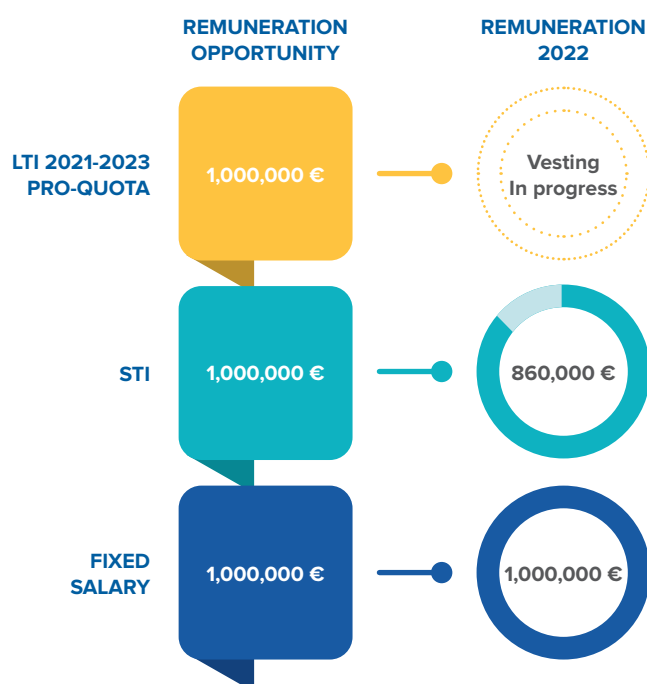 REMUNERATION
OPPORTUNITY
REMUNERATION
2022
LTI 2021-2023
PRO-QUOTA
1,000,000 €
Vesting
In progress
STI
1,000,000 €
860,000 €
FIXED
SALARY
1,000,000 €
1,000,000 €